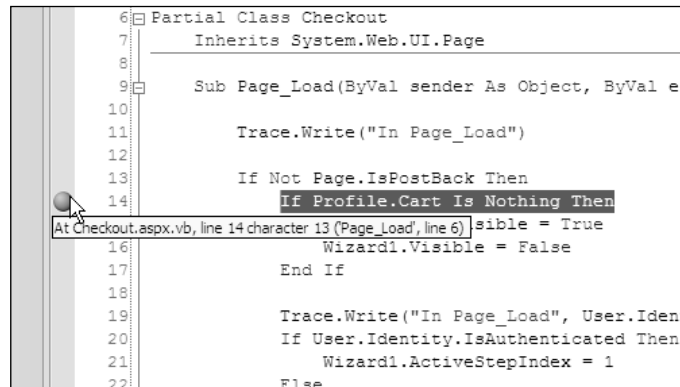 6 Partial Class Checkout
7 Inherits System.Web.UI.Page
8
9 Sub Page_Load(ByVal sender As Object, ByVal e
10
11 Trace.Write("In Page_Load")
12
13 If Not Page.IsPostBack Then
14 If Profile.Cart Is Nothing Then
At Checkout.aspx.vb, line 14 character 13 ('Page_Load', line 6) sible = True
16 Wizard1.Visible = False
17 End If
18
19 Trace.Write("In Page_Load", User.Iden
20 If User.Identity.IsAuthenticated Then
21 Wizard1.ActiveStepIndex = 1
22 Else